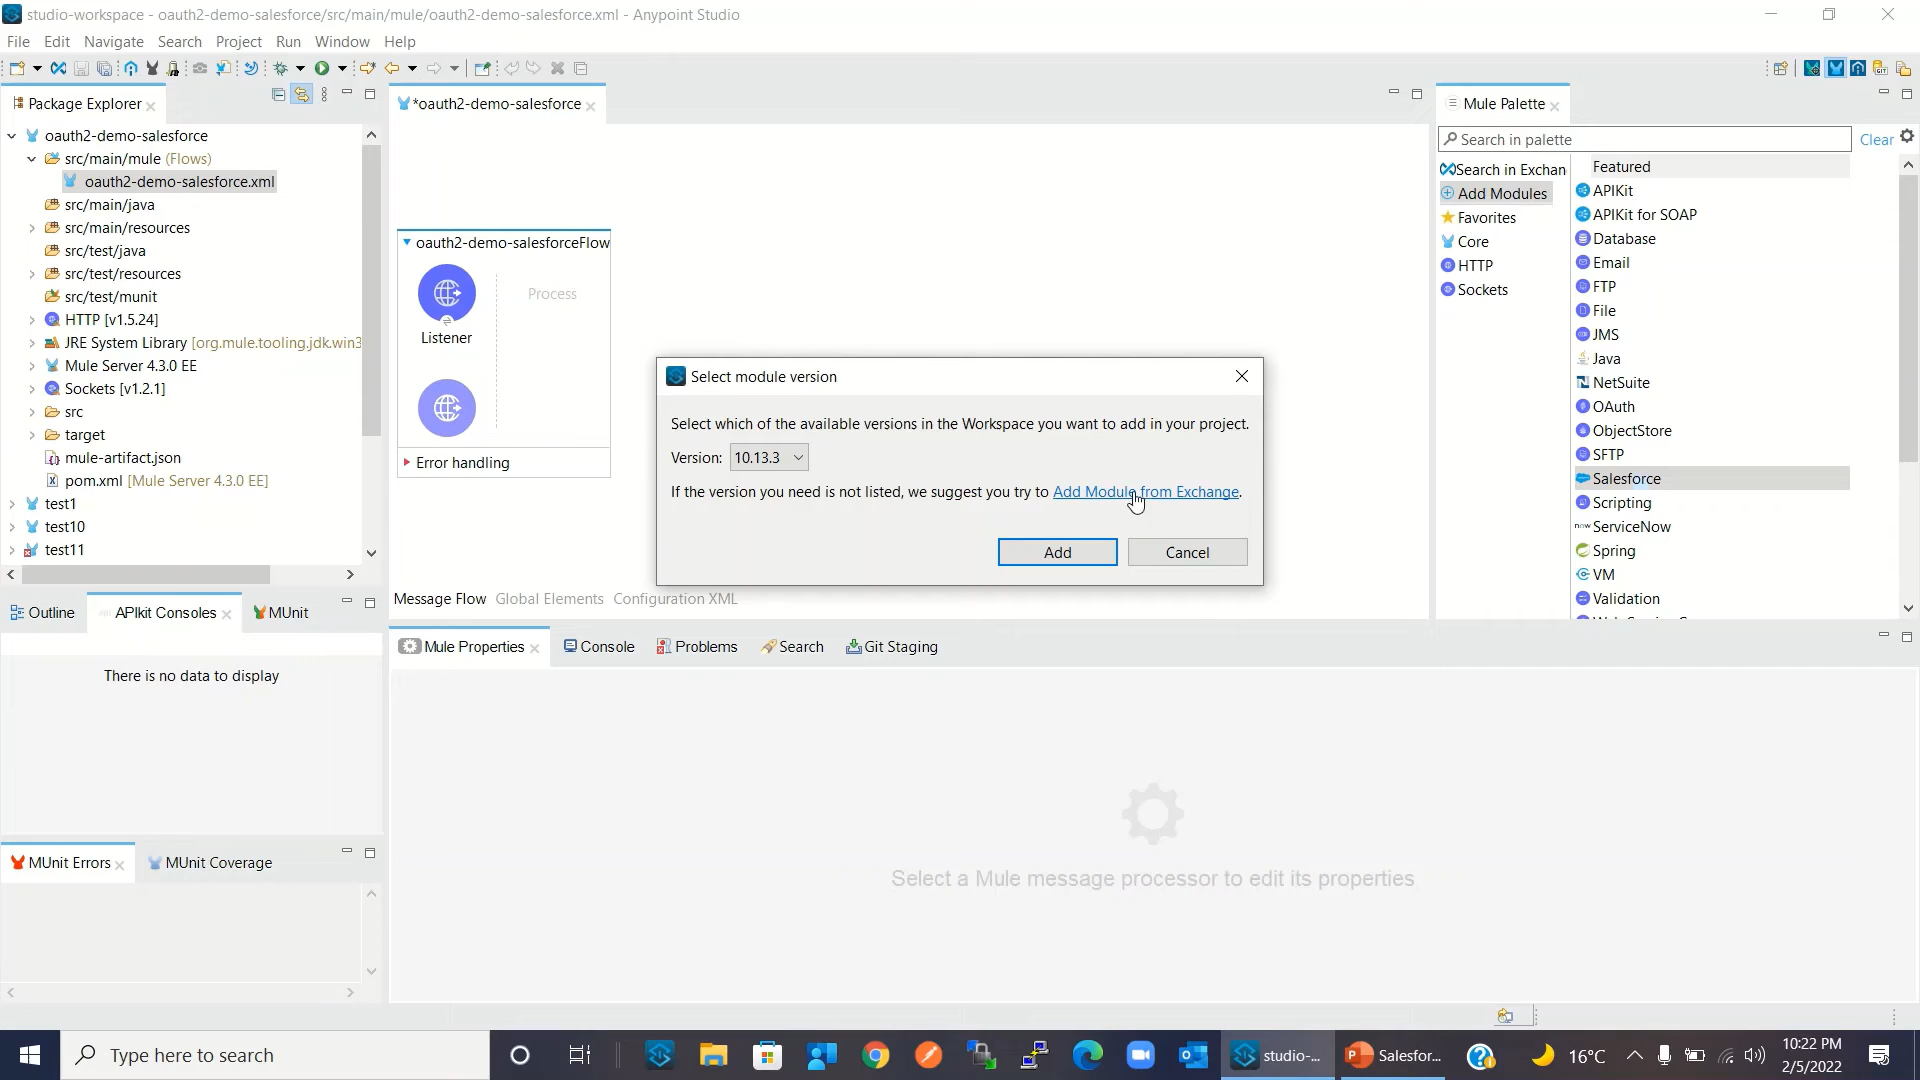 studio-workspace - oauth2-demo-salesforce/src/main/mule/oauth2-demo-salesforce.xml - Anypoint Studio
File Edit Navigate Search Project Run Window Help
Package Explorer
oauth2-demo-salesforce
src/main/mule (Flows)
oauth2-demo-salesforce.xml
src/main/java
src/main/resources
src/test/java
src/test/resources
src/test/munit
HTTP [v1.5.24]
JRE System Library [org.mule.tooling.jdk.win3
Mule Server 4.3.0 EE
Sockets [v1.2.1]
src
target
mule-artifact.json
pom.xml [Mule Server 4.3.0 EE]
test1
test10
test11
*oauth2-demo-salesforce
oauth2-demo-salesforceFlow
Process
Listener
Error handling
Message Flow Global Elements Configuration XML
Select module version
Select which of the available versions in the Workspace you want to add in your project.
Version: 10.13.3
If the version you need is not listed, we suggest you try to Add Module from Exchange.
Add Cancel
Mule Palette
Search in palette
Clear
Search in Exchan
Add Modules
Favorites
Core
HTTP
Sockets
Featured
APIKit
APIKit for SOAP
Database
Email
FTP
File
JMS
Java
NetSuite
OAuth
ObjectStore
SFTP
Salesforce
Scripting
now ServiceNow
Spring
VM
Validation
Outline APIkit Consoles MUnit
There is no data to display
MUnit Errors MUnit Coverage
Mule Properties Console Problems Search Git Staging
Select a Mule message processor to edit its properties
Type here to search
studio-...
Salesfor...
16°C
10:22 PM
2/5/2022